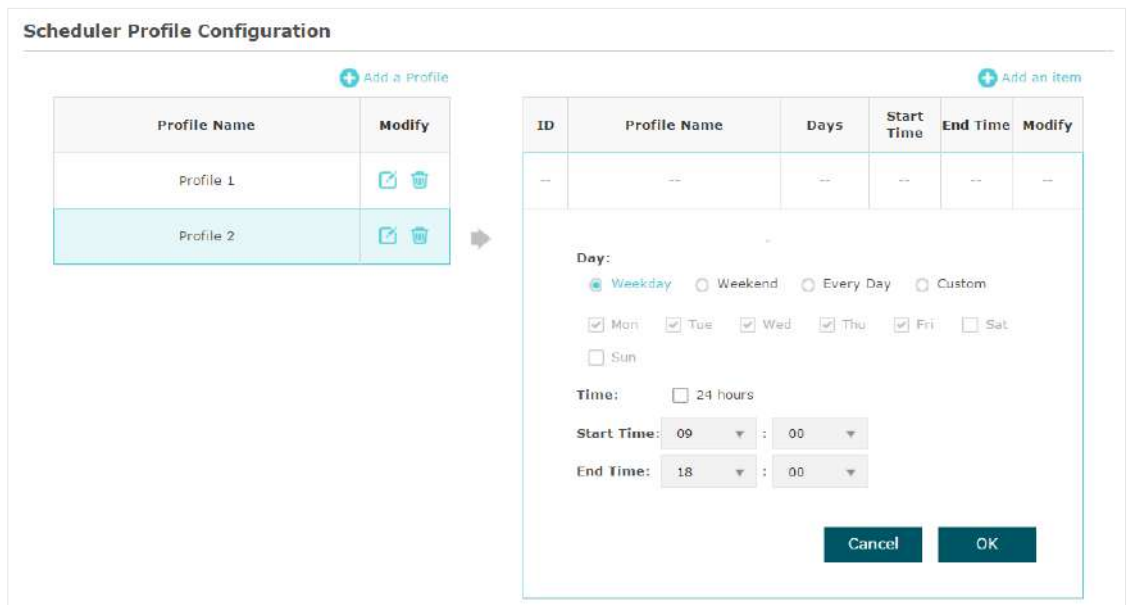 Scheduler Profile Configuration
Add a Profile
Add an item
Profile Name Modify
ID Profile Name Days Start Time End Time Modify
Profile 1
-- -- -- -- -- --
Profile 2
Day:
Weekday Weekend Every Day Custom
Mon Tue Wed Thu Fri Sat
Sun
Time: 24 hours
Start Time: 09 : 00
End Time: 18 : 00
Cancel OK